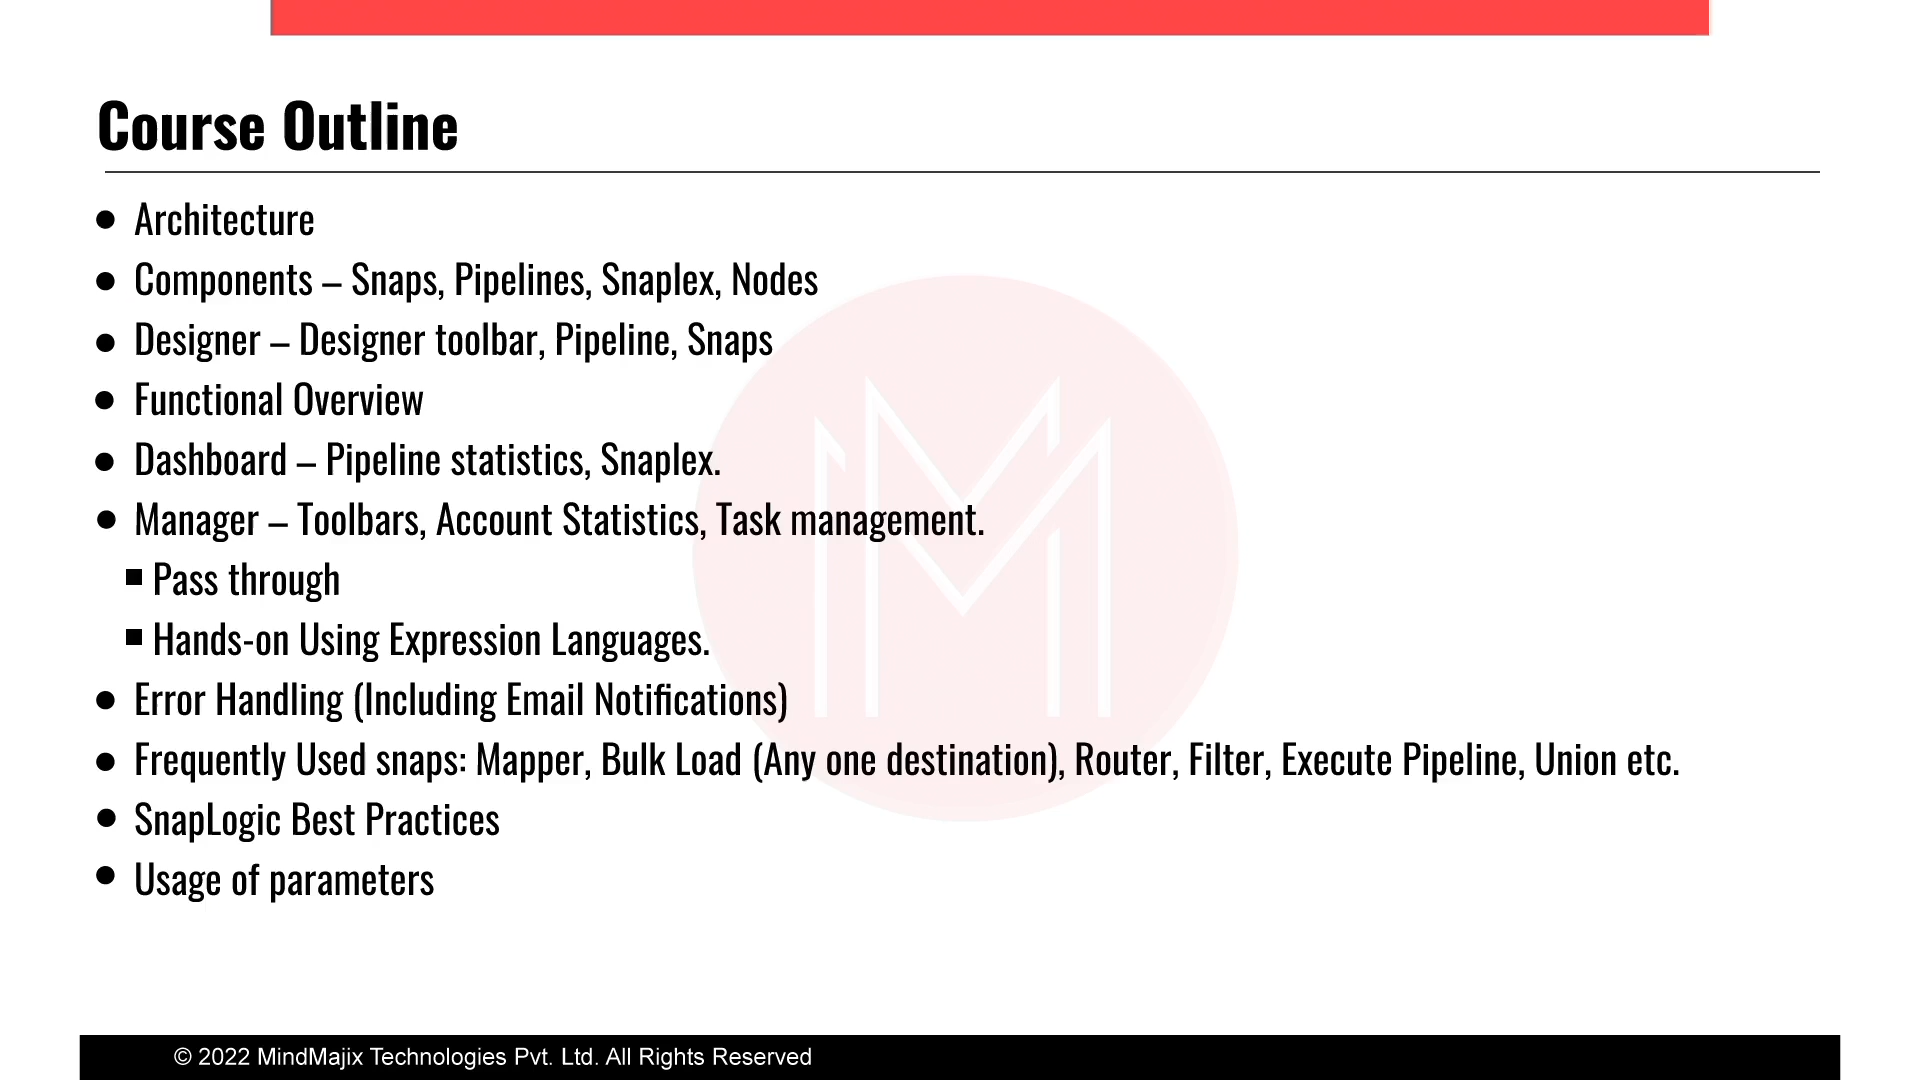 Course Outline
● Architecture
● Components – Snaps, Pipelines, Snaplex, Nodes
● Designer – Designer toolbar, Pipeline, Snaps
● Functional Overview
● Dashboard – Pipeline statistics, Snaplex.
● Manager – Toolbars, Account Statistics, Task management.
■ Pass through
■ Hands-on Using Expression Languages.
● Error Handling (Including Email Notifications)
● Frequently Used snaps: Mapper, Bulk Load (Any one destination), Router, Filter, Execute Pipeline, Union etc.
● SnapLogic Best Practices
● Usage of parameters
© 2022 MindMajix Technologies Pvt. Ltd. All Rights Reserved